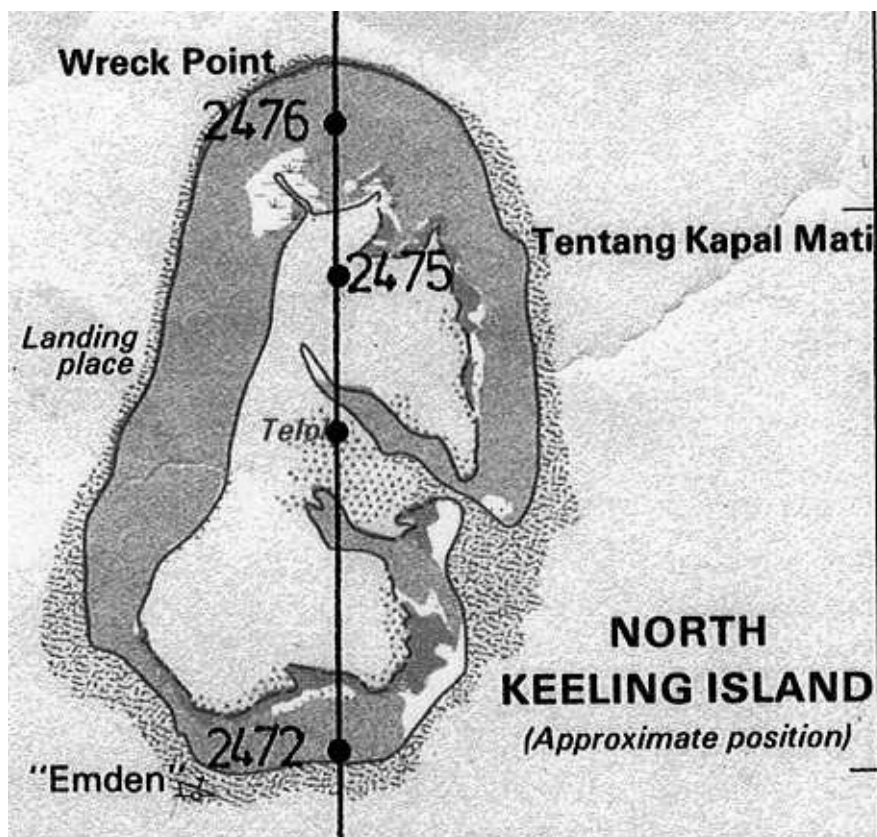 Wreck Point
2476
Tentang Kapal Mati
2475
Landing
place
NORTH
KEELING ISLAND
(Approximate position)
2472
"Emden"